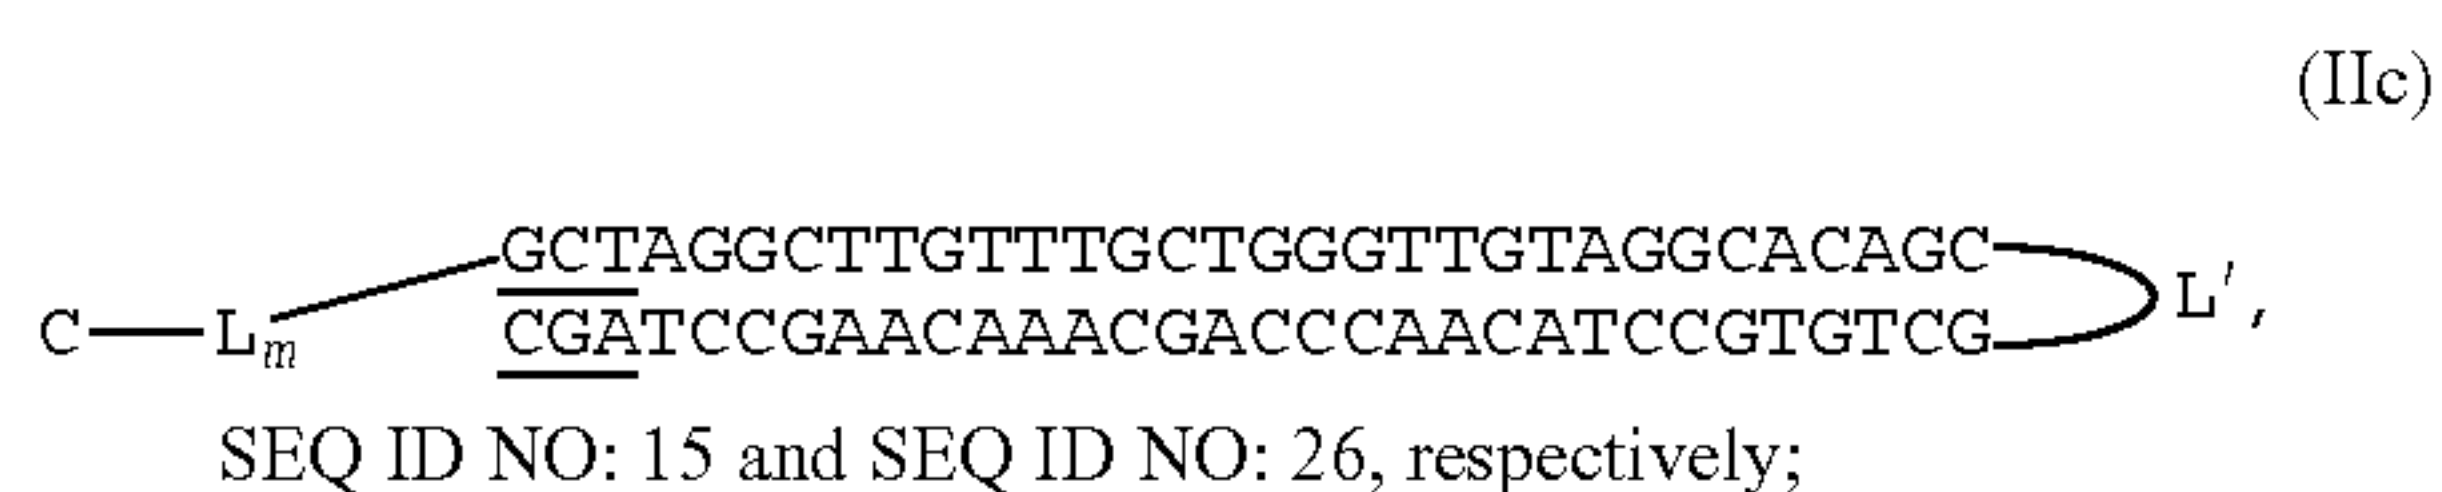 (IIc)
GCTAGGCTTGTTTGCTGGGTTGTAGGCACAGC
C—Lm CGATCCGAACAAACGACCCAACATCCGTGTCG L′,
SEQ ID NO: 15 and SEQ ID NO: 26, respectively;